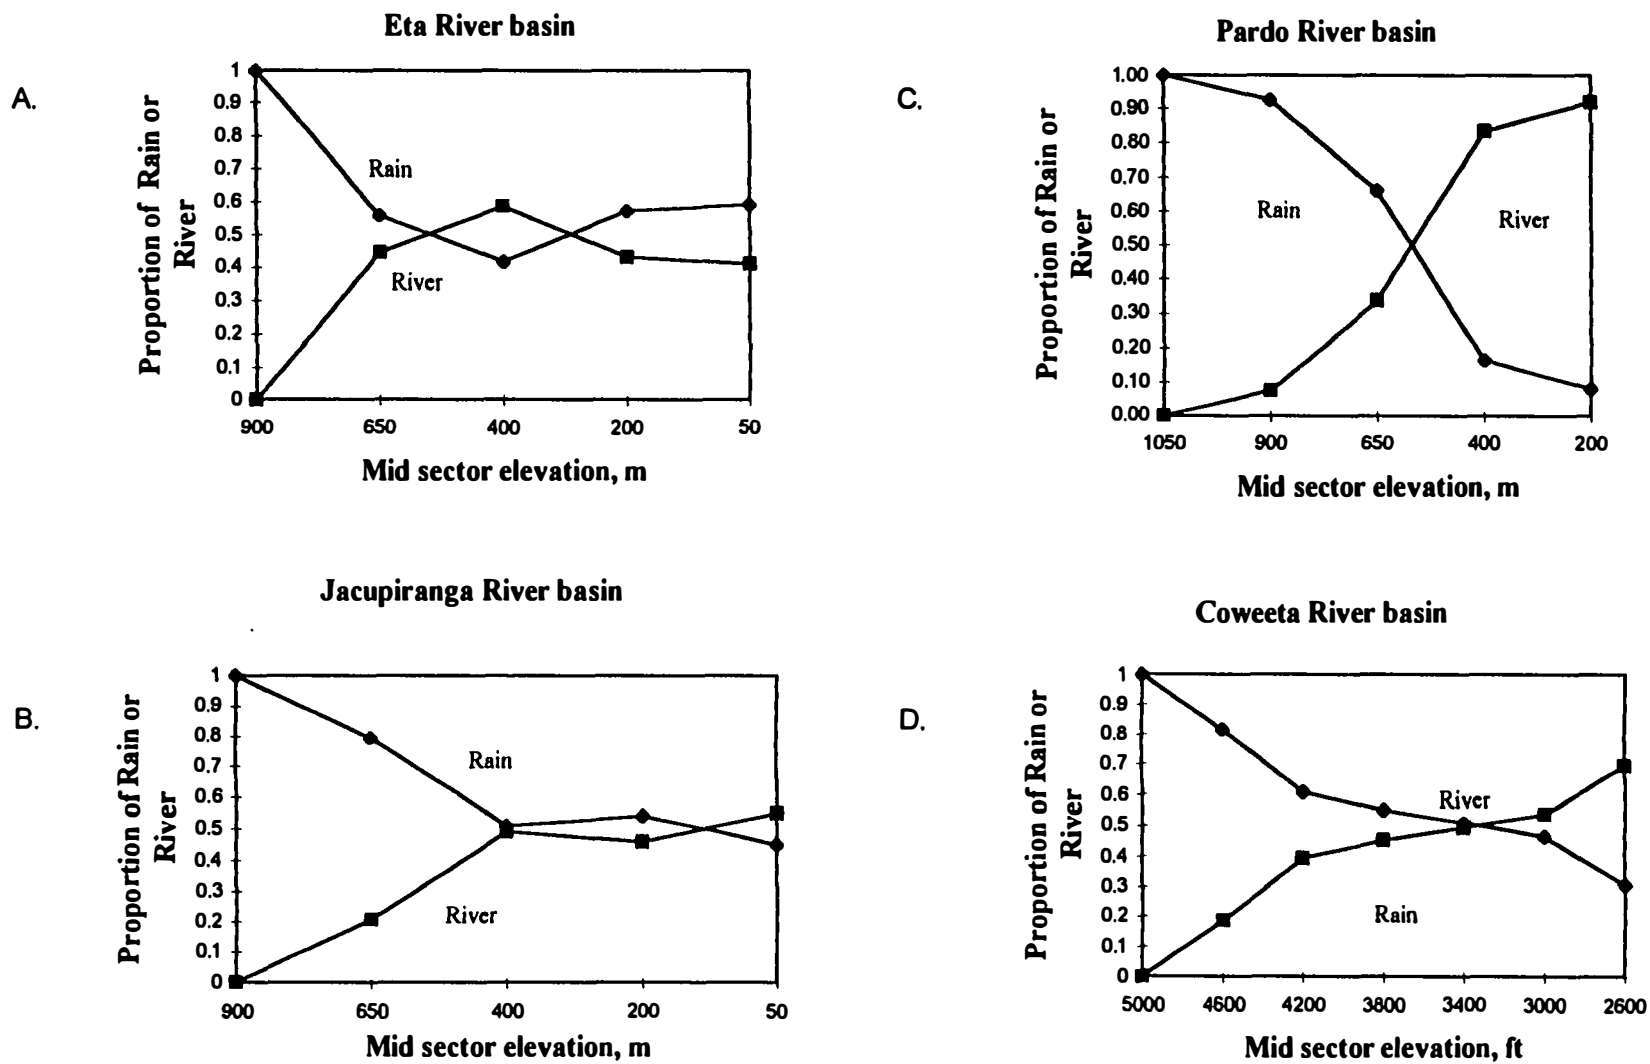 A.
Eta River basin
Proportion of Rain or
River
1
0.9
0.8
0.7
0.6
0.5
0.4
0.3
0.2
0.1
0
Rain
River
900 650 400 200 50
Mid sector elevation, m
C.
Pardo River basin
Proportion of Rain or
River
1.00
0.90
0.80
0.70
0.60
0.50
0.40
0.30
0.20
0.10
0.00
Rain
River
1050 900 650 400 200
Mid sector elevation, m
B.
Jacupiranga River basin
Proportion of Rain or
River
1
0.9
0.8
0.7
0.6
0.5
0.4
0.3
0.2
0.1
0
Rain
River
900 650 400 200 50
Mid sector elevation, m
D.
Coweeta River basin
Proportion of Rain or
River
1
0.9
0.8
0.7
0.6
0.5
0.4
0.3
0.2
0.1
0
River
Rain
5000 4600 4200 3800 3400 3000 2600
Mid sector elevation, ft